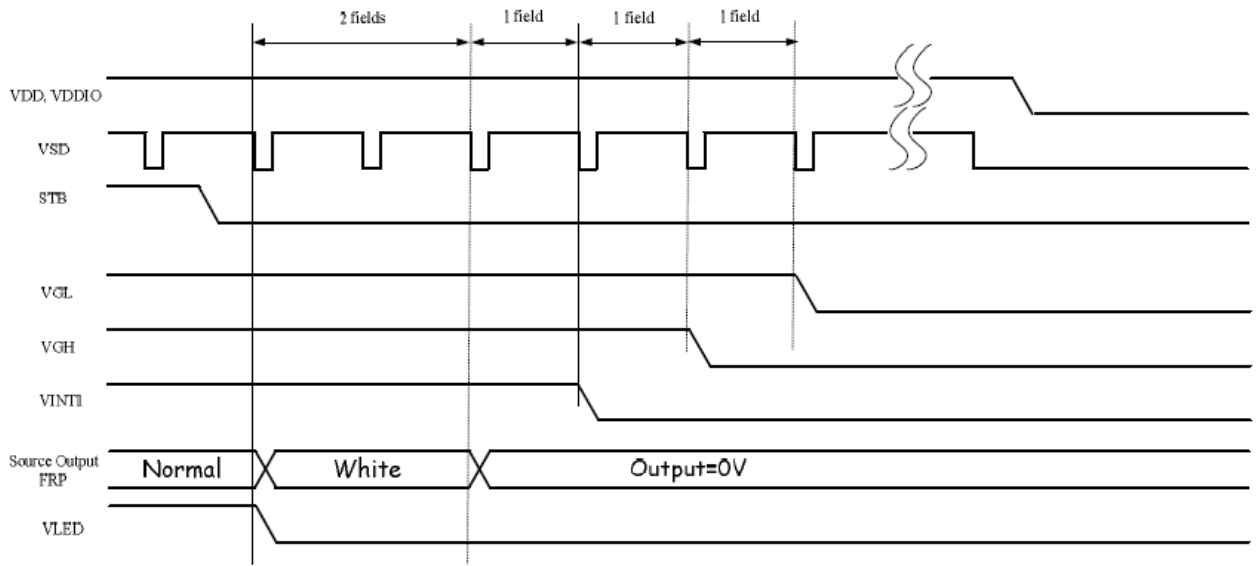 2 fields
1 field
1 field
1 field
VDD, VDDIO
VSD
STB
VGL
VGH
VINT1
Source Output
FRP
Normal
White
Output=0V
VLED